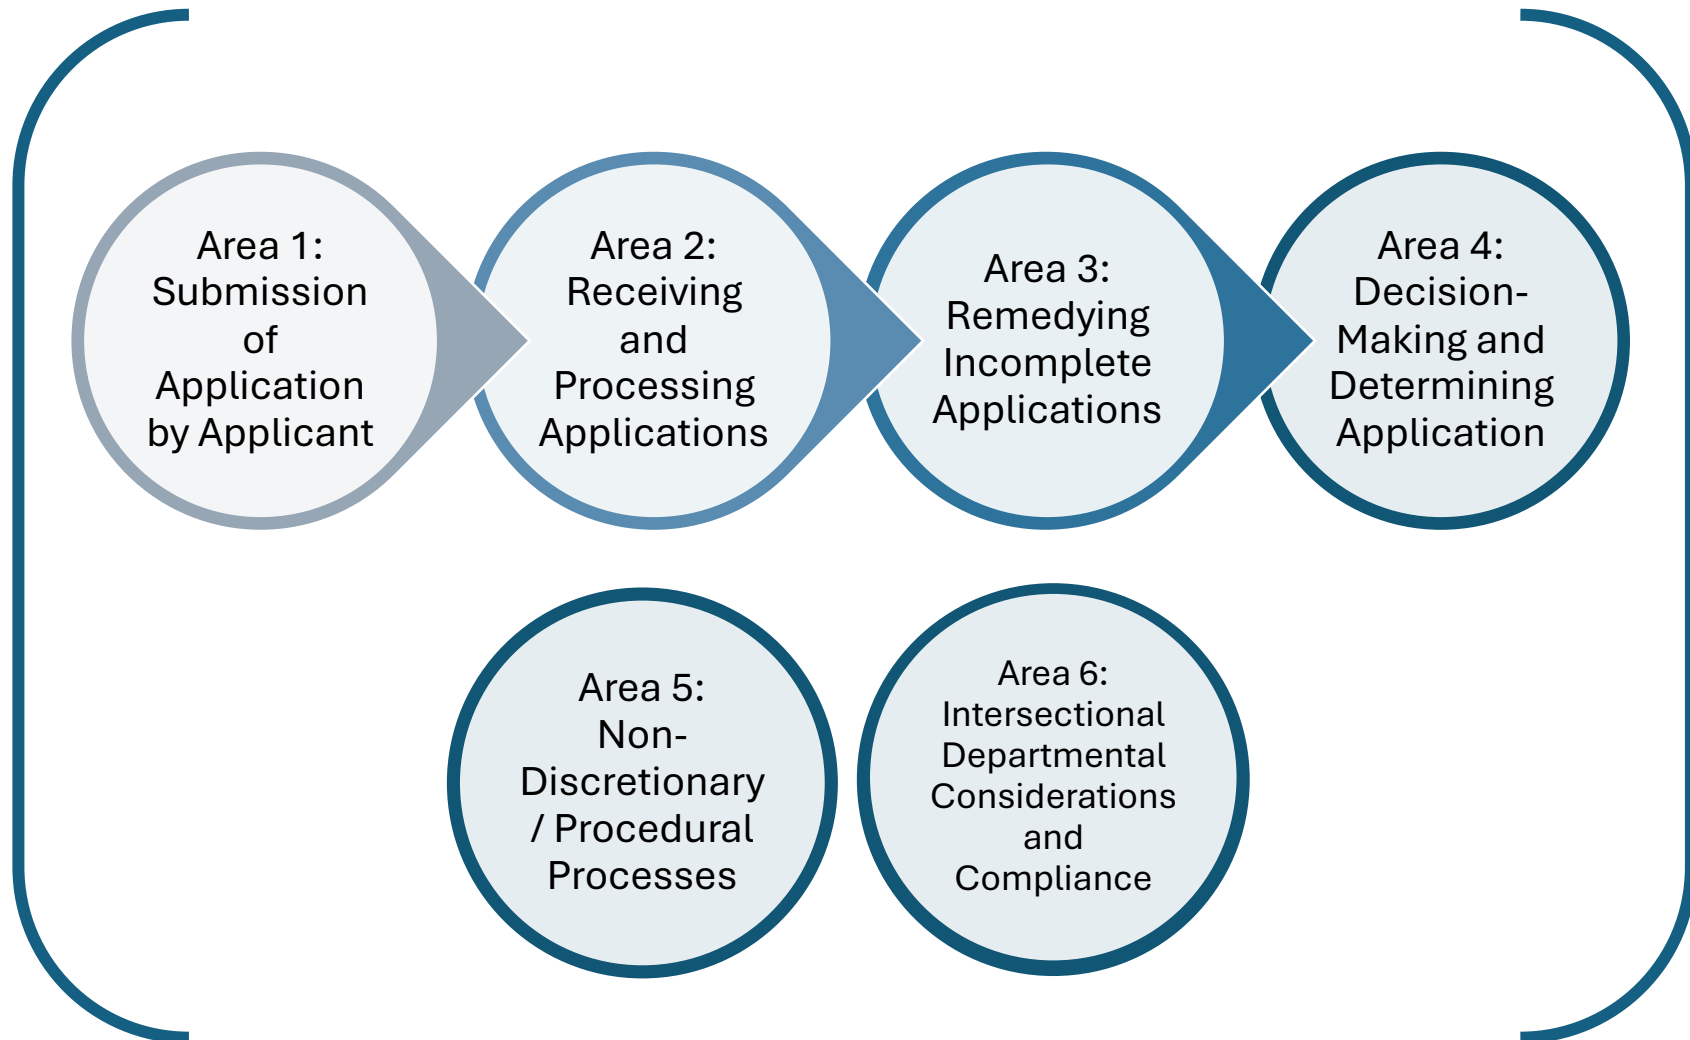 Area 1:
Submission
of
Application
by Applicant
Area 2:
Receiving
and
Processing
Applications
Area 3:
Remedying
Incomplete
Applications
Area 4:
Decision-
Making and
Determining
Application
Area 5:
Non-
Discretionary
/ Procedural
Processes
Area 6:
Intersectional
Departmental
Considerations
and
Compliance